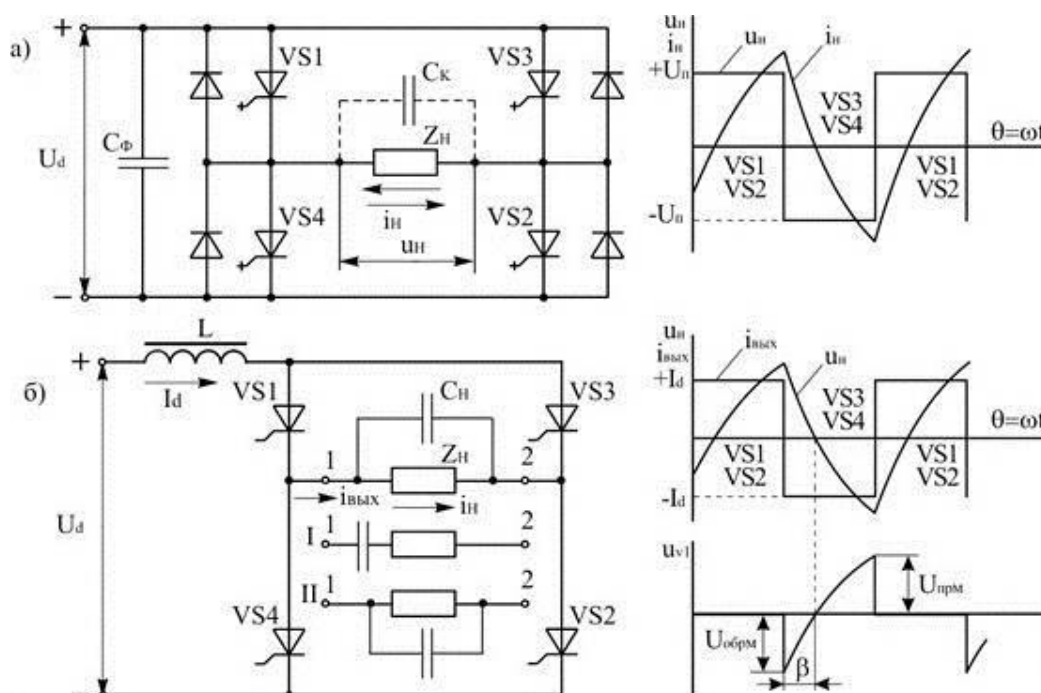 а)
+
VS1
VS3
Cк
Cф
Zн
Ud
iн
VS4
VS2
uн
−
uн
iн
uн
iн
+Uп
VS3
VS4
θ=ωt
VS1
VS2
VS1
VS2
-Uп
L
+
Id
б)
VS1
VS3
Cн
Zн
1
2
iвых
iн
Ud
1
2
I
1
2
II
VS4
VS2
uн
iвых
iвых
uн
+Id
VS3
VS4
θ=ωt
VS1
VS2
VS1
VS2
-Id
uv1
Uпрм
Uобрм
β